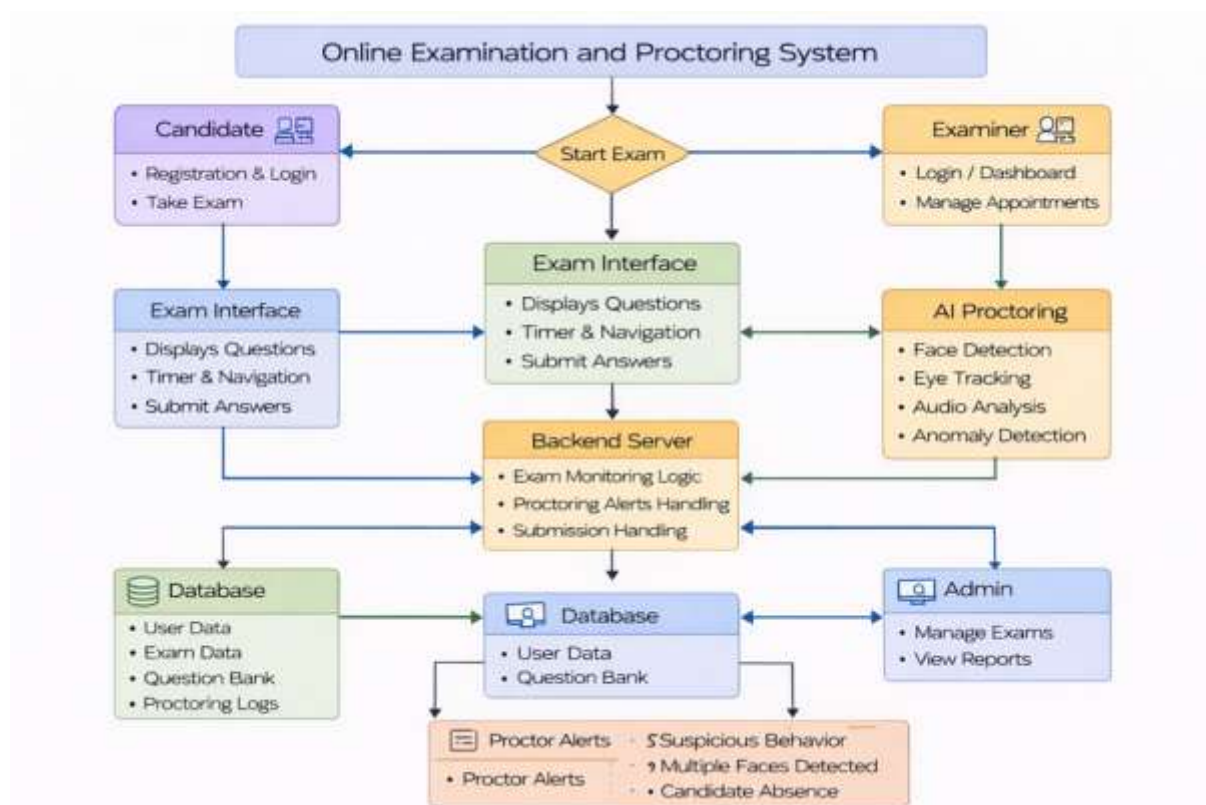 Online Examination and Proctoring System
Candidate
• Registration & Login
• Take Exam
Start Exam
Examiner
• Login / Dashboard
• Manage Appointments
Exam Interface
• Displays Questions
• Timer & Navigation
• Submit Answers
Exam Interface
• Displays Questions
• Timer & Navigation
• Submit Answers
AI Proctoring
• Face Detection
• Eye Tracking
• Audio Analysis
• Anomaly Detection
Backend Server
• Exam Monitoring Logic
• Proctoring Alerts Handling
• Submission Handling
Database
• User Data
• Exam Data
• Question Bank
• Proctoring Logs
Database
• User Data
• Question Bank
Admin
• Manage Exams
• View Reports
Proctor Alerts
• Proctor Alerts
Suspicious Behavior
Multiple Faces Detected
• Candidate Absence